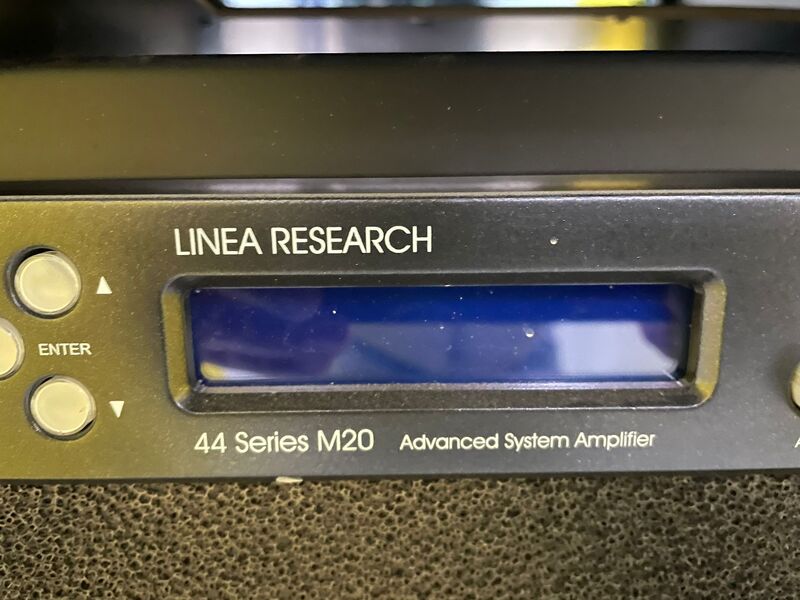 LINEA RESEARCH
▲
ENTER
▼
44 Series M20 Advanced System Amplifier